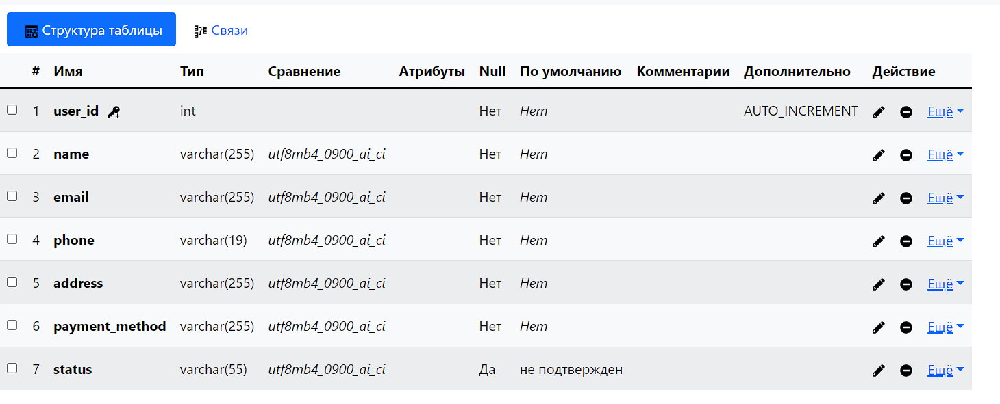 Структура таблицы Связи
# Имя Тип Сравнение Атрибуты Null По умолчанию Комментарии Дополнительно Действие
1 user_id int Нет Нет AUTO_INCREMENT Ещё
2 name varchar(255) utf8mb4_0900_ai_ci Нет Нет Ещё
3 email varchar(255) utf8mb4_0900_ai_ci Нет Нет Ещё
4 phone varchar(19) utf8mb4_0900_ai_ci Нет Нет Ещё
5 address varchar(255) utf8mb4_0900_ai_ci Нет Нет Ещё
6 payment_method varchar(255) utf8mb4_0900_ai_ci Нет Нет Ещё
7 status varchar(55) utf8mb4_0900_ai_ci Да не подтвержден Ещё